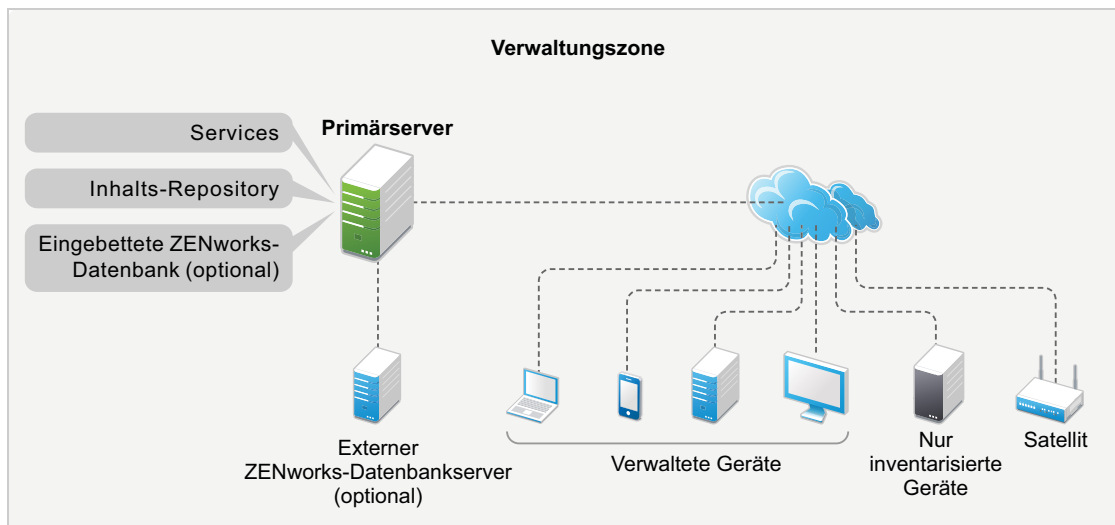 Verwaltungszone
Services
Primärserver
Inhalts-Repository
Eingebettete ZENworks-
Datenbank (optional)
Externer
ZENworks-Datenbankserver
(optional)
Verwaltete Geräte
Nur
inventarisierte
Geräte
Satellit